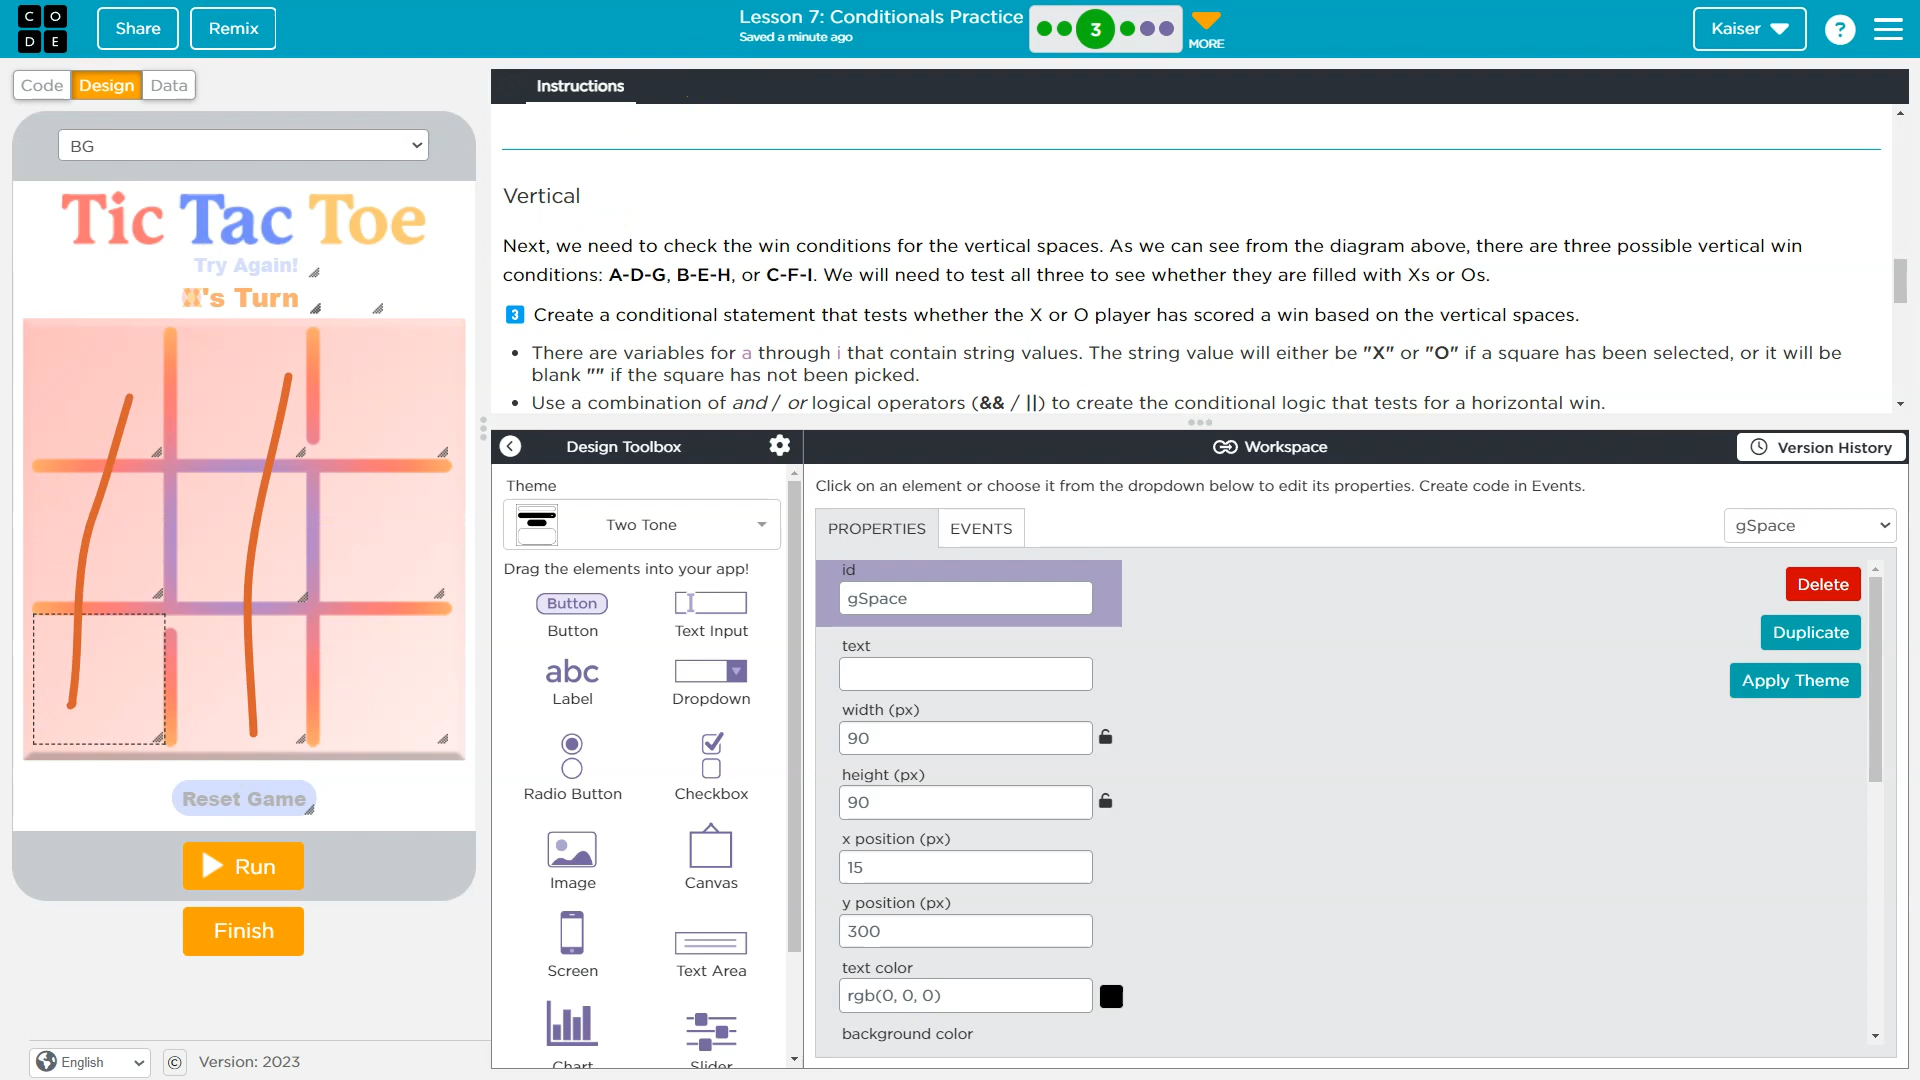 C O
D E
Share
Remix
Lesson 7: Conditionals Practice
Saved a minute ago
3
MORE
Kaiser
?
Code
Design
Data
Instructions
BG
Tic Tac Toe
Try Again!
's Turn
Reset Game
Run
Finish
English
©
Version: 2023
Vertical
Next, we need to check the win conditions for the vertical spaces. As we can see from the diagram above, there are three possible vertical win
conditions: A-D-G, B-E-H, or C-F-I. We will need to test all three to see whether they are filled with Xs or Os.
3 Create a conditional statement that tests whether the X or O player has scored a win based on the vertical spaces.
• There are variables for a through i that contain string values. The string value will either be "X" or "O" if a square has been selected, or it will be
blank "" if the square has not been picked.
• Use a combination of and / or logical operators (&& / ||) to create the conditional logic that tests for a horizontal win.
Design Toolbox
Workspace
Version History
Theme
Two Tone
Drag the elements into your app!
Button
Button
Text Input
abc
Label
Dropdown
Radio Button
Checkbox
Image
Canvas
Screen
Text Area
Chart
Slider
Click on an element or choose it from the dropdown below to edit its properties. Create code in Events.
PROPERTIES
EVENTS
gSpace
id
gSpace
Delete
Duplicate
Apply Theme
text
width (px)
90
height (px)
90
x position (px)
15
y position (px)
300
text color
rgb(0, 0, 0)
background color